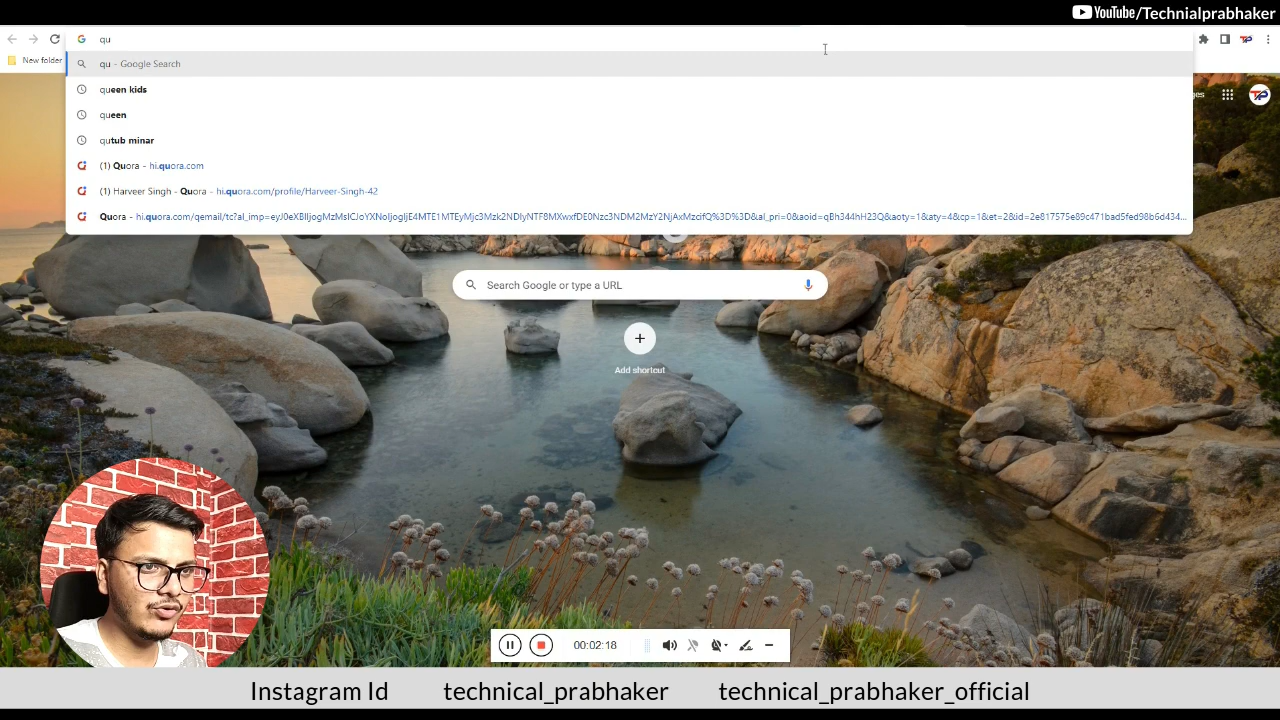 YouTube/Technialprabhaker
qu
New folder
qu - Google Search
queen kids
queen
qutub minar
(1) Quora - hi.quora.com
(1) Harveer Singh - Quora - hi.quora.com/profile/Harveer-Singh-42
ges
Search Google or type a URL
Add shortcut
00:02:18
Instagram Id technical_prabhaker technical_prabhaker_official